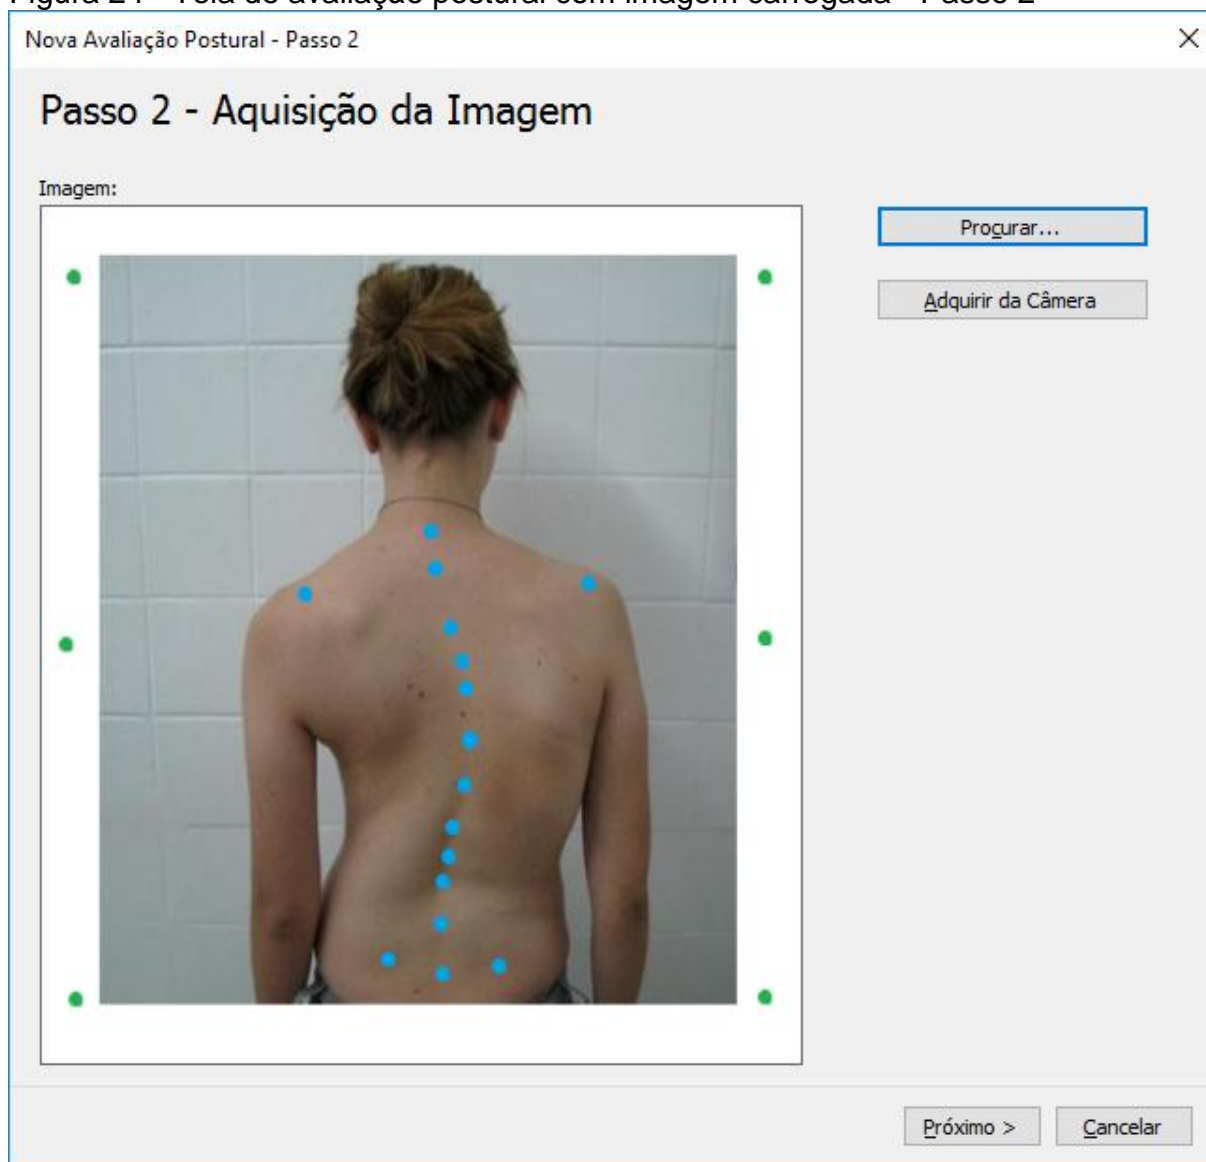 Nova Avaliação Postural - Passo 2
Passo 2 - Aquisição da Imagem
Imagem:
Procurar...
Adquirir da Câmera
Próximo >
Cancelar